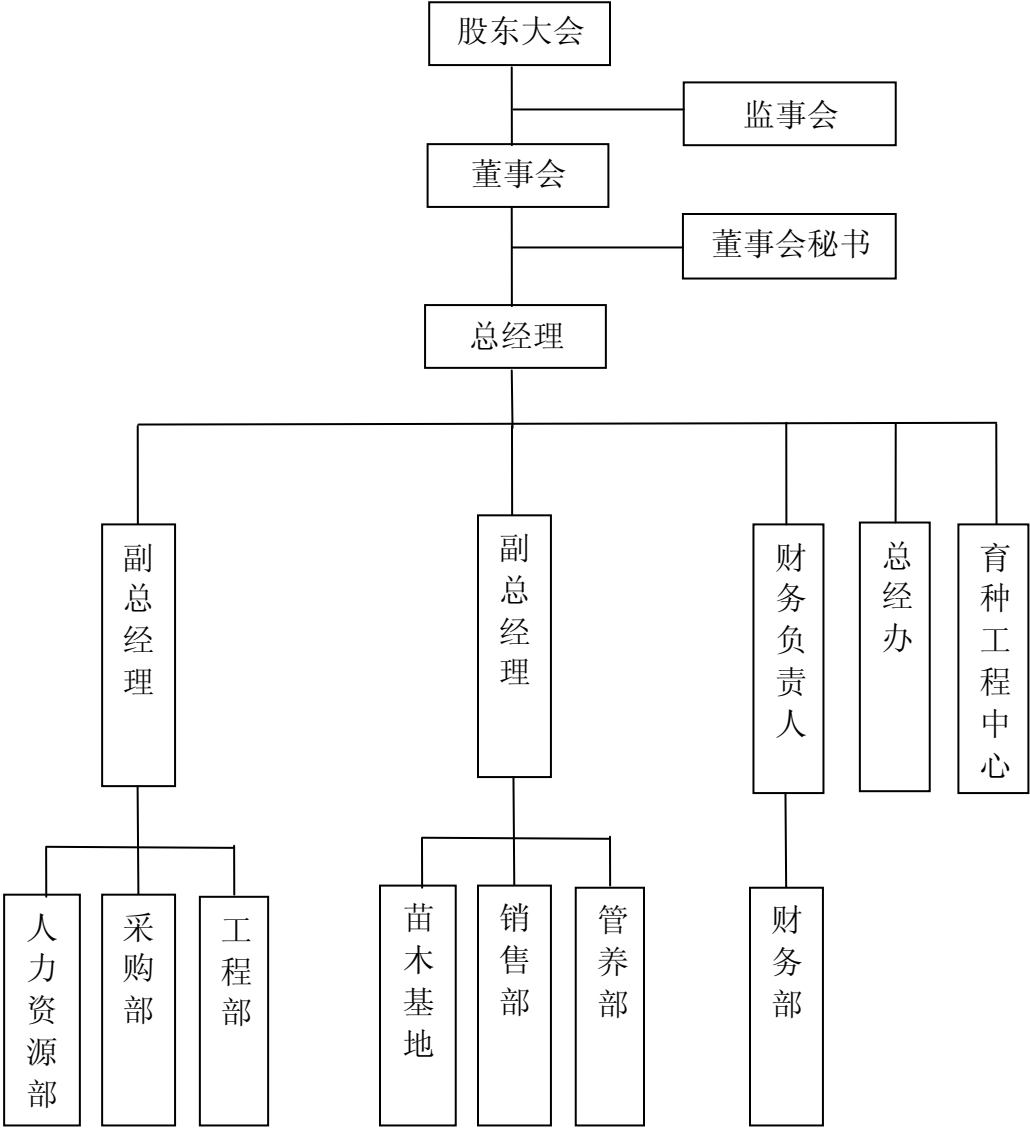 股东大会
监事会
董事会
董事会秘书
总经理
副总经理
副总经理
财务负责人
总经办
育种工程中心
人力资源部
采购部
工程部
苗木基地
销售部
管养部
财务部